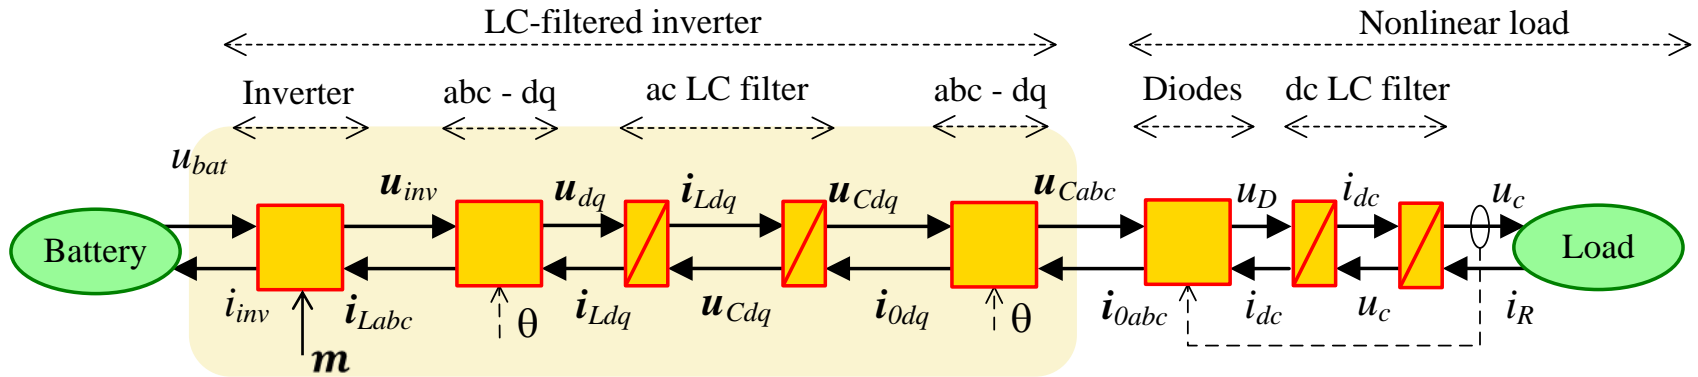 LC-filtered inverter Nonlinear load
Inverter abc - dq ac LC filter abc - dq Diodes dc LC filter
u_bat u_inv u_dq i_Ldq u_Cdq u_Cabc u_D i_dc u_c
Battery Load
i_inv i_Labc θ i_Ldq u_Cdq i_0dq θ i_0abc i_dc u_c i_R
m